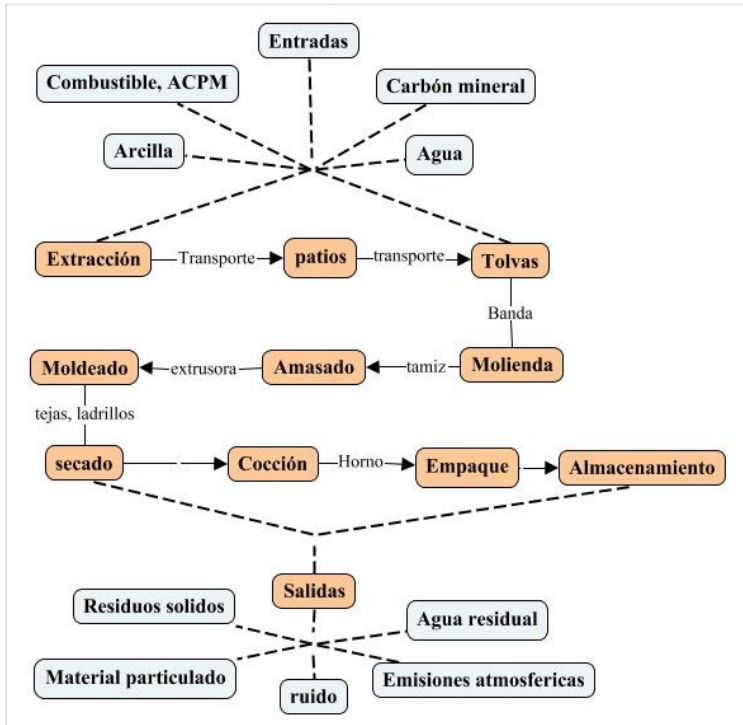 Entradas
Combustible, ACPM
Carbón mineral
Arcilla
Agua
Extracción Transporte patios transporte Tolvas
Banda
Moldeado extrusora Amasado tamiz Molienda
tejas, ladrillos
secado Cocción Horno Empaque Almacenamiento
Salidas
Residuos solidos
Agua residual
Material particulado
Emisiones atmosfericas
ruido